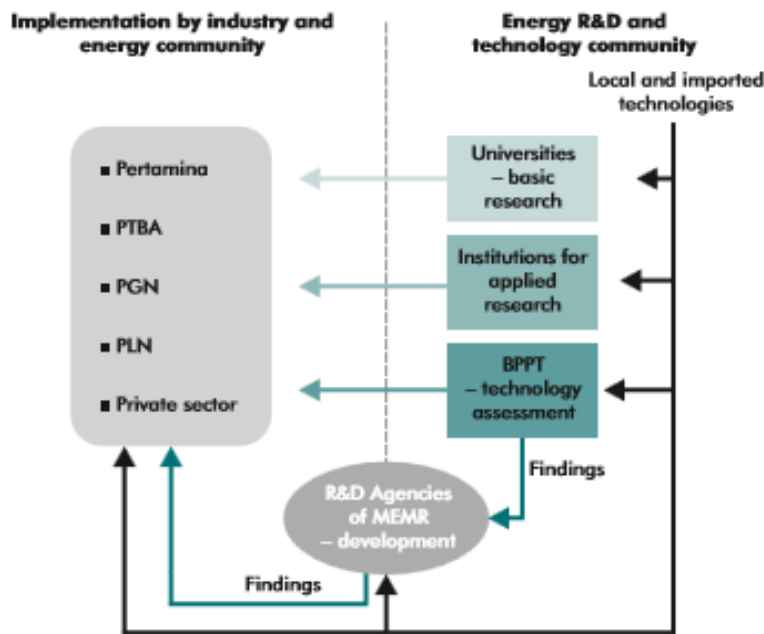 Implementation by industry and
energy community
Energy R&D and
technology community
Local and imported
technologies
▪ Pertamina
▪ PTBA
▪ PGN
▪ PLN
▪ Private sector
Universities
– basic
research
Institutions for
applied
research
BPPT
– technology
assessment
Findings
R&D Agencies
of MEMR
– development
Findings